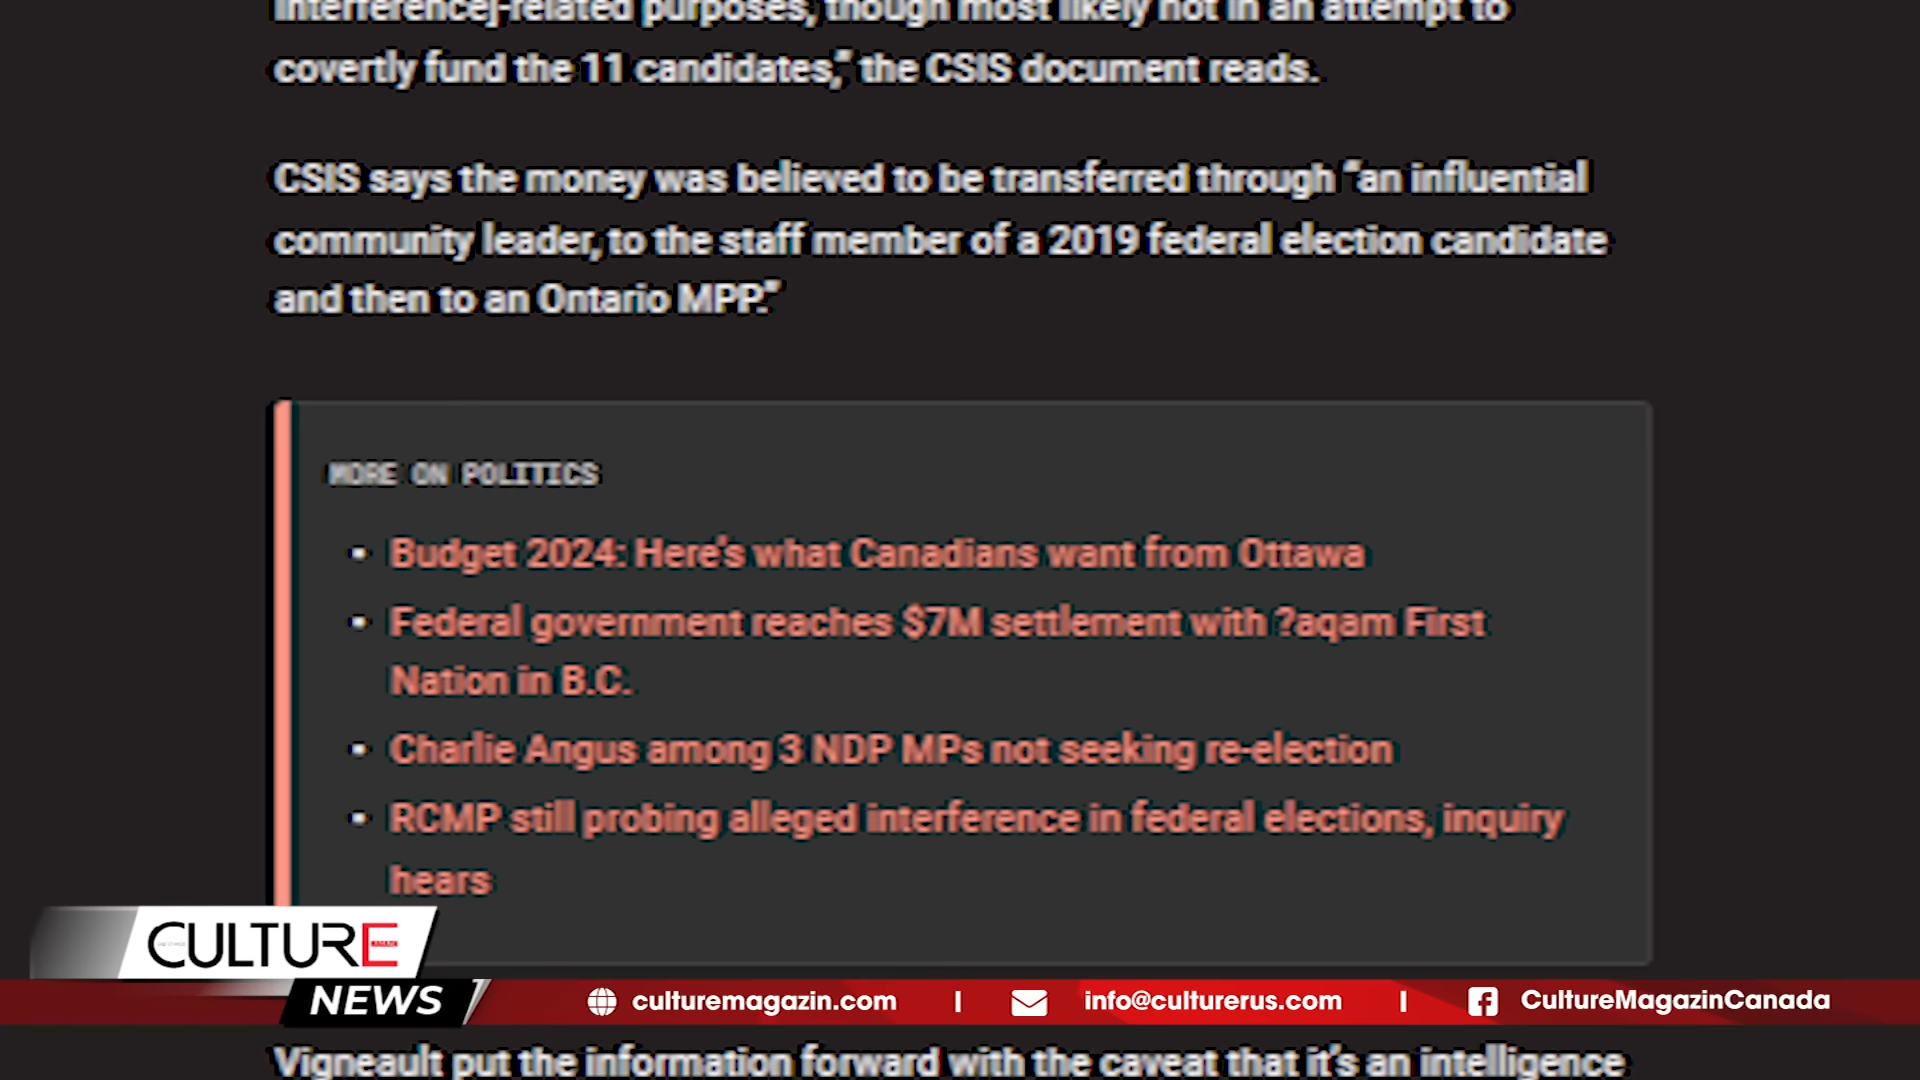 interference]-related purposes, though most likely not in an attempt to
covertly fund the 11 candidates,” the CSIS document reads.
CSIS says the money was believed to be transferred through “an influential
community leader, to the staff member of a 2019 federal election candidate
and then to an Ontario MPP.”
MORE ON POLITICS
▪ Budget 2024: Here’s what Canadians want from Ottawa
▪ Federal government reaches $7M settlement with ?aqam First
Nation in B.C.
▪ Charlie Angus among 3 NDP MPs not seeking re-election
▪ RCMP still probing alleged interference in federal elections, inquiry
hears
CULTURE
NEWS
culturemagazin.com | info@culturerus.com | CultureMagazinCanada
Vigneault put the information forward with the caveat that it’s an intelligence